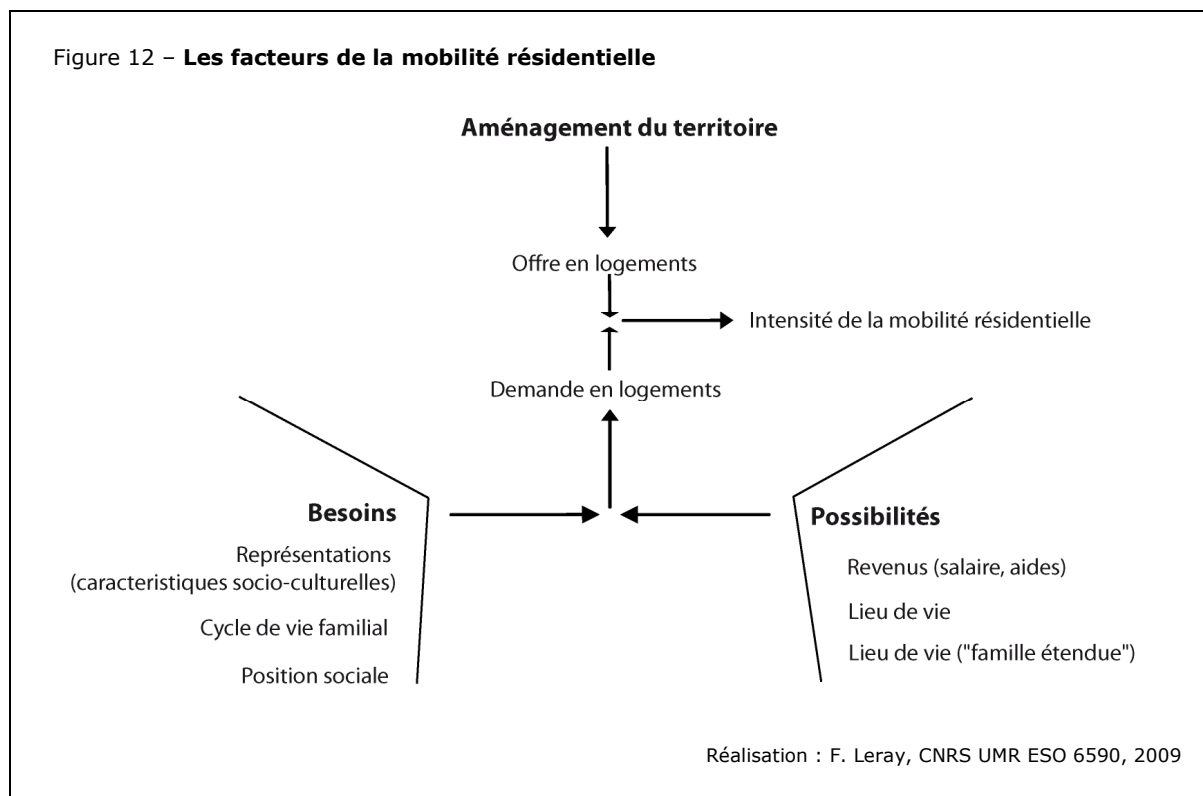 Figure 12 – Les facteurs de la mobilité résidentielle
Aménagement du territoire
Offre en logements
Intensité de la mobilité résidentielle
Demande en logements
Besoins
Représentations
(caracteristiques socio-culturelles)
Cycle de vie familial
Position sociale
Possibilités
Revenus (salaire, aides)
Lieu de vie
Lieu de vie ("famille étendue")
Réalisation : F. Leray, CNRS UMR ESO 6590, 2009